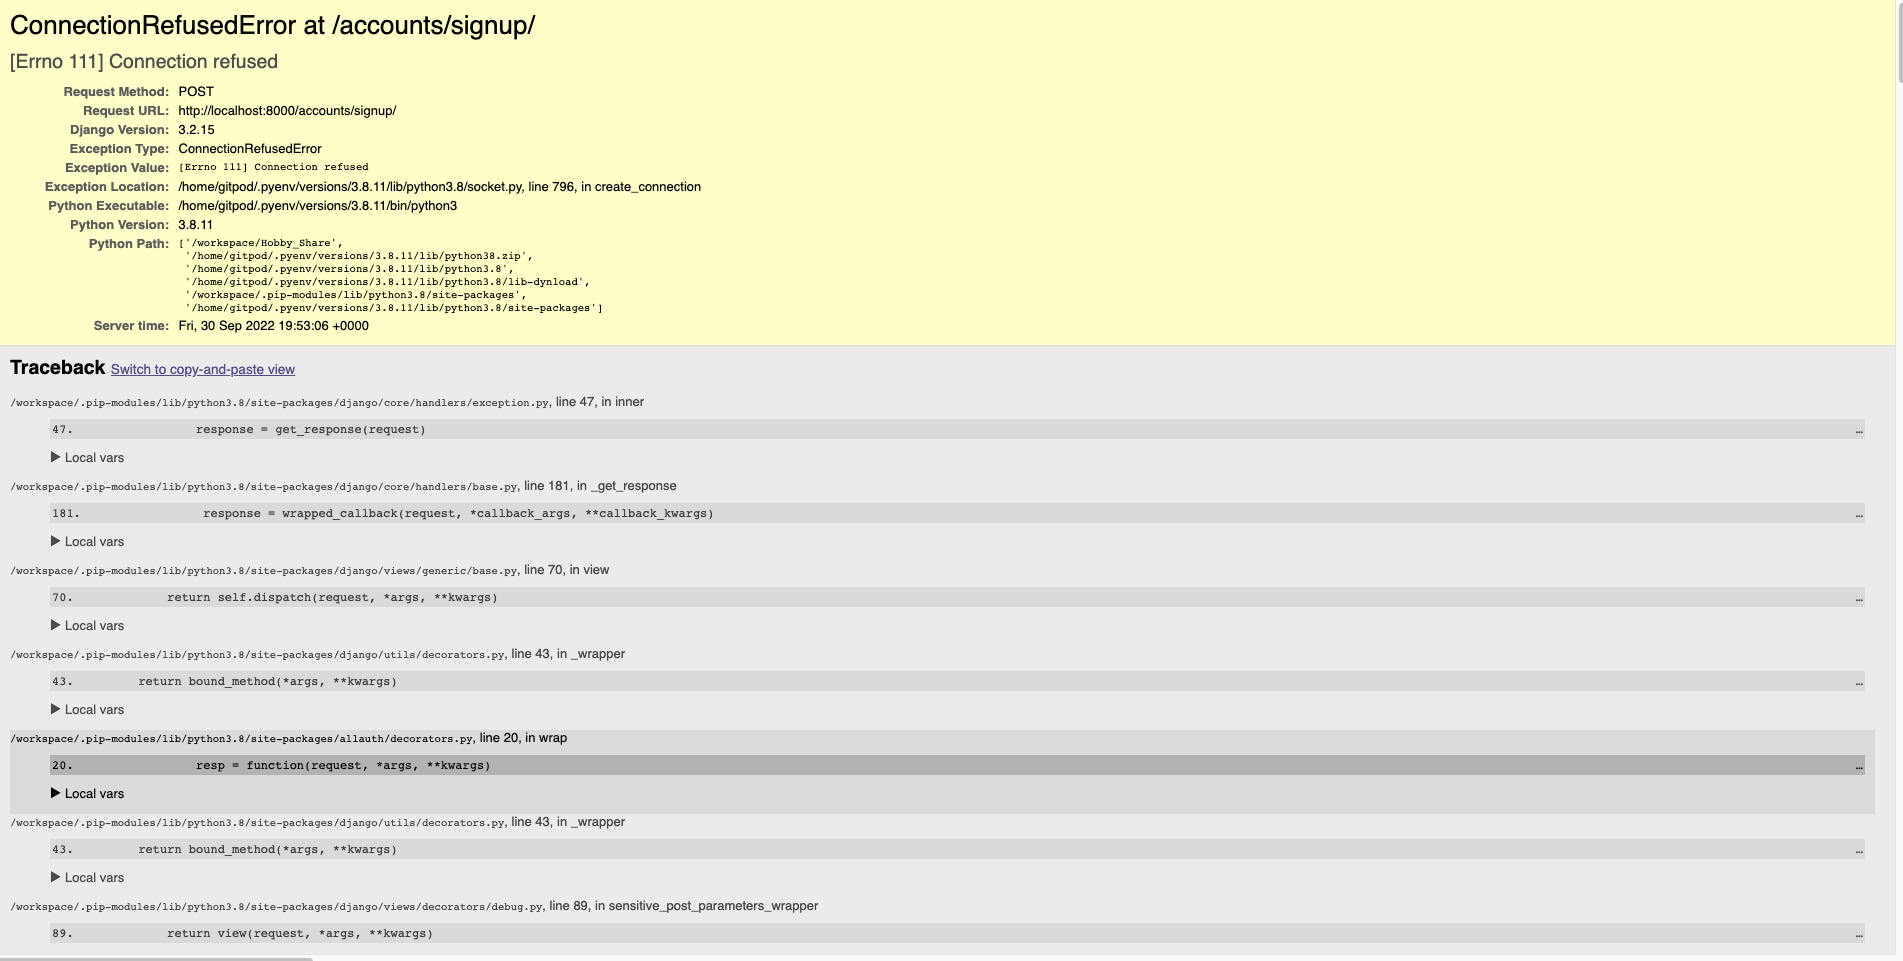 ConnectionRefusedError at /accounts/signup/
[Errno 111] Connection refused
Request Method: POST
Request URL: http://localhost:8000/accounts/signup/
Django Version: 3.2.15
Exception Type: ConnectionRefusedError
Exception Value: [Errno 111] Connection refused
Exception Location: /home/gitpod/.pyenv/versions/3.8.11/lib/python3.8/socket.py, line 796, in create_connection
Python Executable: /home/gitpod/.pyenv/versions/3.8.11/bin/python3
Python Version: 3.8.11
Python Path: ['/workspace/Hobby_Share',
'/home/gitpod/.pyenv/versions/3.8.11/lib/python38.zip',
'/home/gitpod/.pyenv/versions/3.8.11/lib/python3.8',
'/home/gitpod/.pyenv/versions/3.8.11/lib/python3.8/lib-dynload',
'/workspace/.pip-modules/lib/python3.8/site-packages',
'/home/gitpod/.pyenv/versions/3.8.11/lib/python3.8/site-packages']
Server time: Fri, 30 Sep 2022 19:53:06 +0000
Traceback Switch to copy-and-paste view
/workspace/.pip-modules/lib/python3.8/site-packages/django/core/handlers/exception.py, line 47, in inner
47. response = get_response(request) …
▶ Local vars
/workspace/.pip-modules/lib/python3.8/site-packages/django/core/handlers/base.py, line 181, in _get_response
181. response = wrapped_callback(request, *callback_args, **callback_kwargs) …
▶ Local vars
/workspace/.pip-modules/lib/python3.8/site-packages/django/views/generic/base.py, line 70, in view
70. return self.dispatch(request, *args, **kwargs) …
▶ Local vars
/workspace/.pip-modules/lib/python3.8/site-packages/django/utils/decorators.py, line 43, in _wrapper
43. return bound_method(*args, **kwargs) …
▶ Local vars
/workspace/.pip-modules/lib/python3.8/site-packages/allauth/decorators.py, line 20, in wrap
20. resp = function(request, *args, **kwargs) …
▶ Local vars
/workspace/.pip-modules/lib/python3.8/site-packages/django/utils/decorators.py, line 43, in _wrapper
43. return bound_method(*args, **kwargs) …
▶ Local vars
/workspace/.pip-modules/lib/python3.8/site-packages/django/views/decorators/debug.py, line 89, in sensitive_post_parameters_wrapper
89. return view(request, *args, **kwargs) …